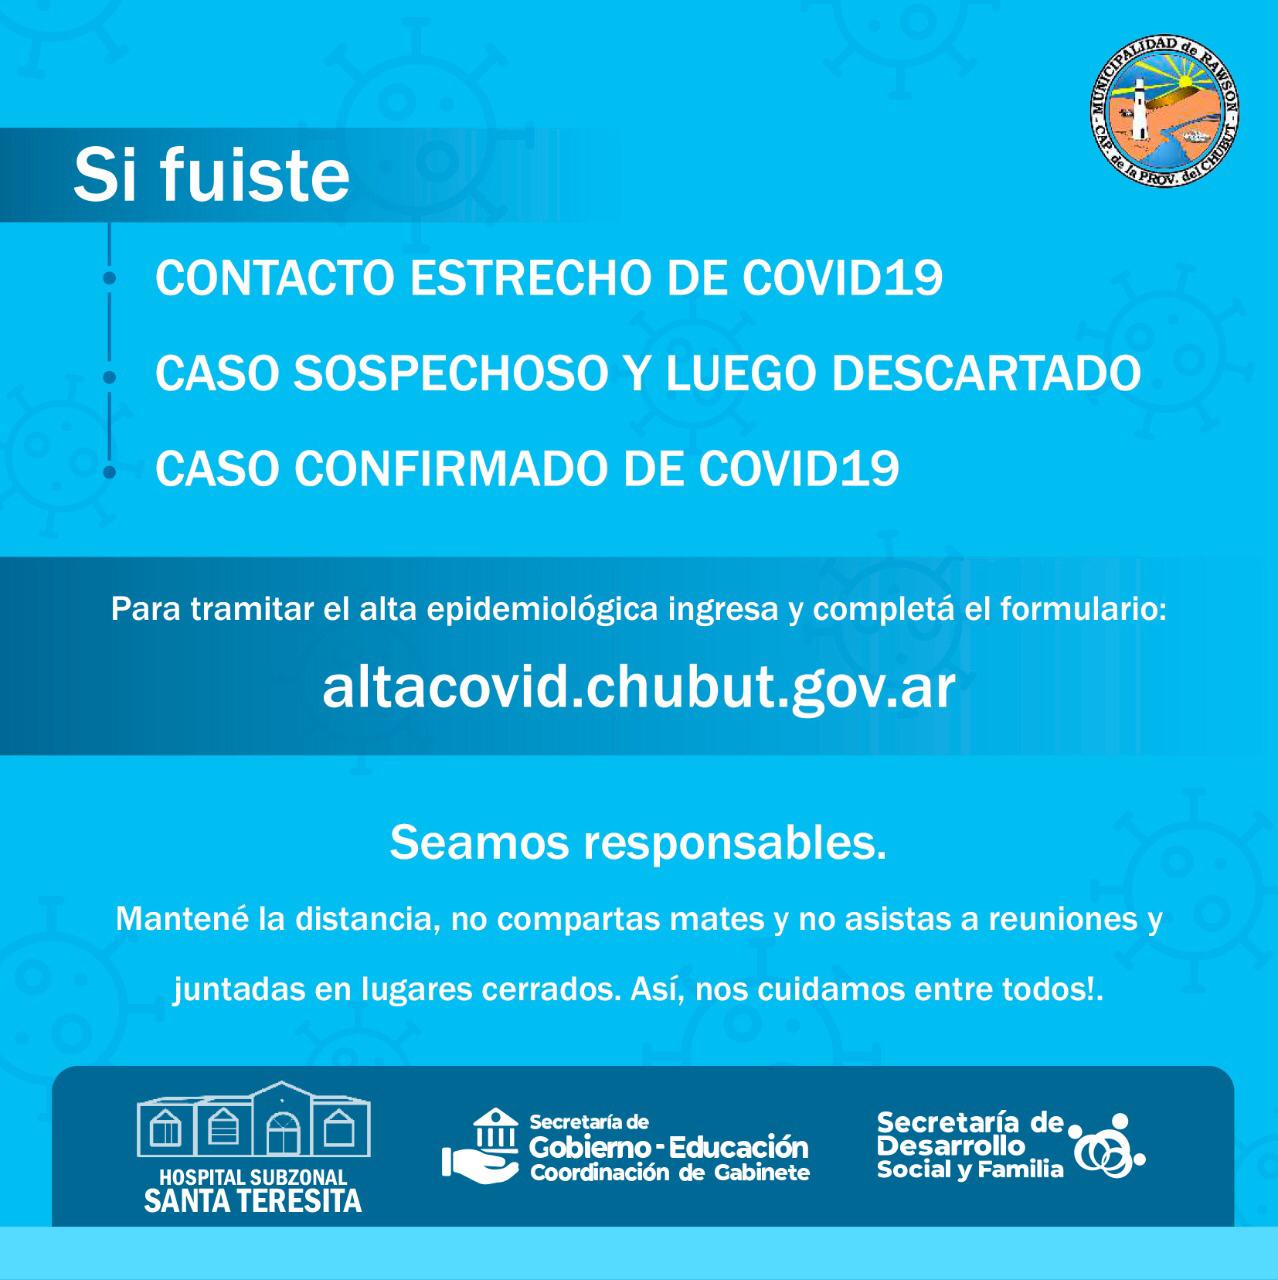 MUNICIPALIDAD de RAWSON
- CAP. de la PROV. del CHUBUT -
Si fuiste
CONTACTO ESTRECHO DE COVID19
CASO SOSPECHOSO Y LUEGO DESCARTADO
CASO CONFIRMADO DE COVID19
Para tramitar el alta epidemiológica ingresa y completá el formulario:
altacovid.chubut.gov.ar
Seamos responsables.
Mantené la distancia, no compartas mates y no asistas a reuniones y
juntadas en lugares cerrados. Así, nos cuidamos entre todos!.
HOSPITAL SUBZONAL
SANTA TERESITA
Secretaría de
Gobierno - Educación
Coordinación de Gabinete
Secretaría de
Desarrollo
Social y Familia